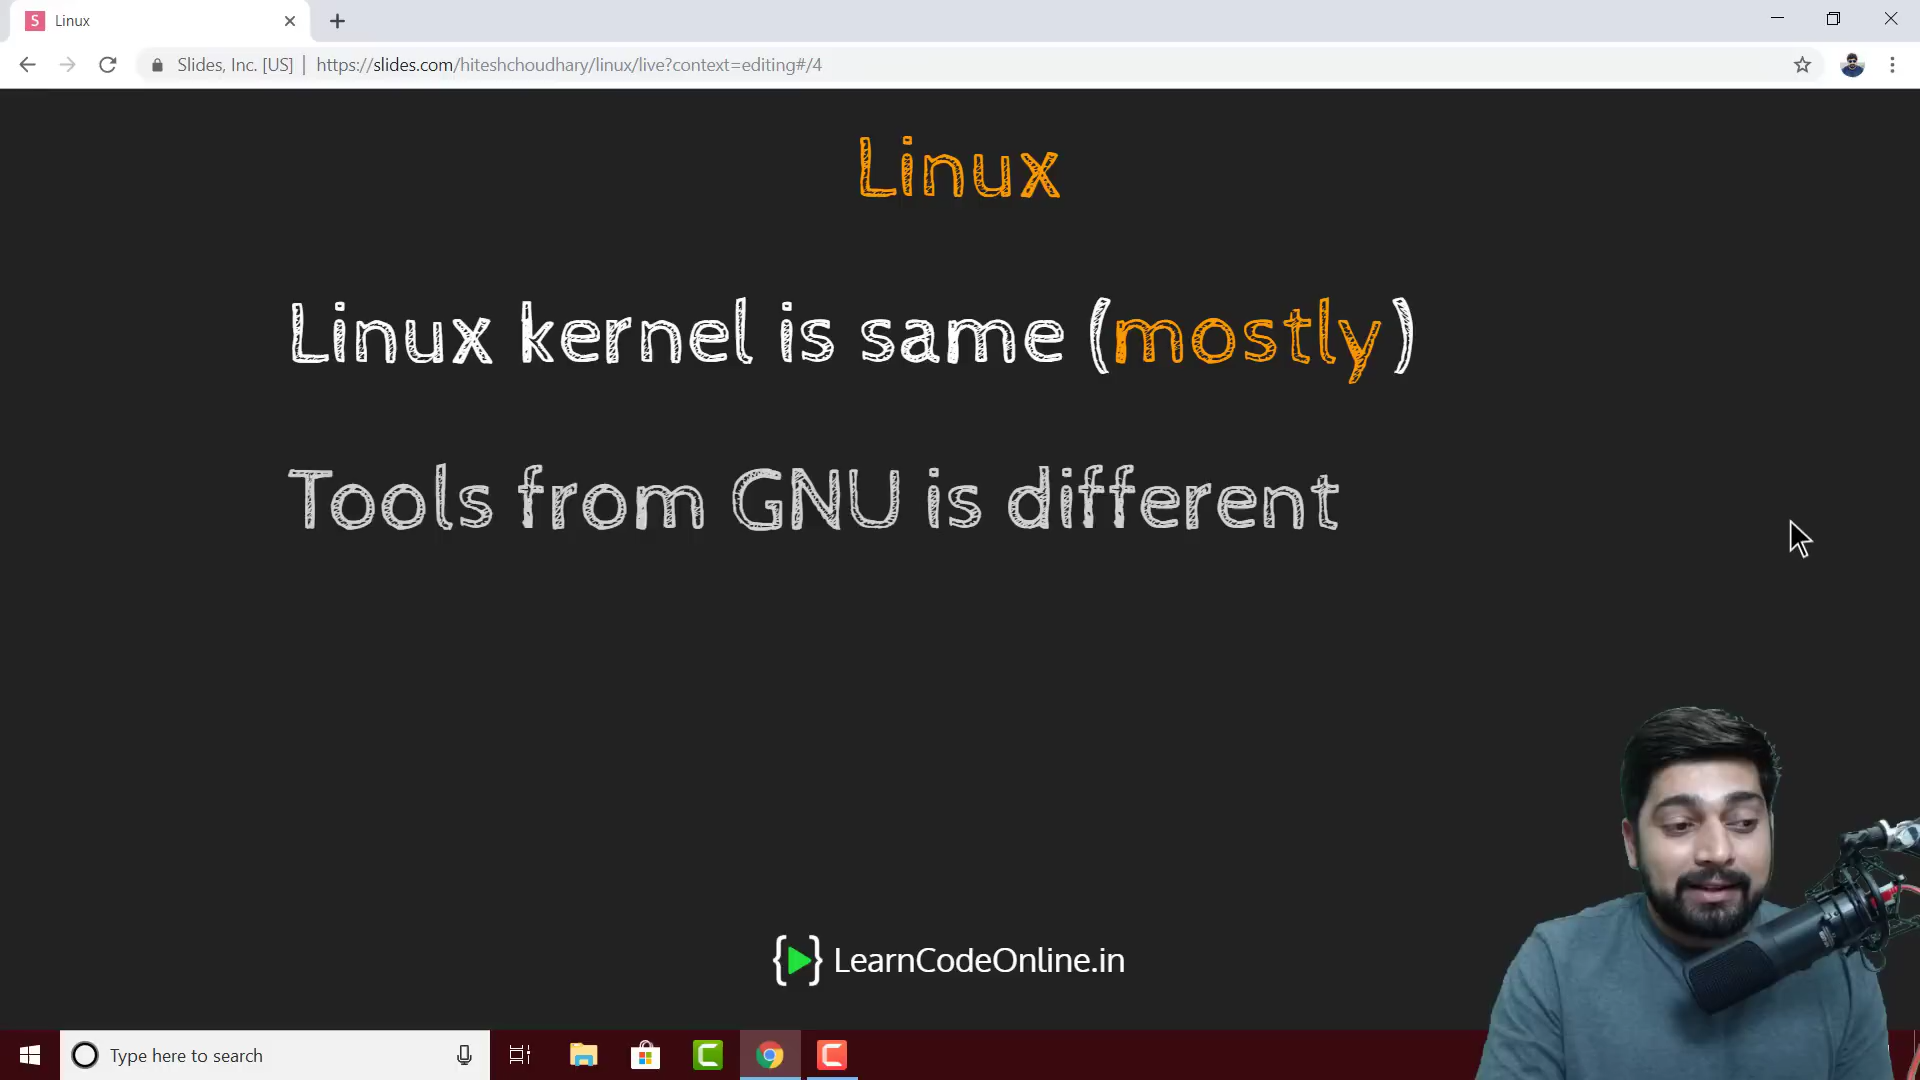 Linux
Slides, Inc. [US] | https://slides.com/hiteshchoudhary/linux/live?context=editing#/4
Linux
Linux kernel is same (mostly)
Tools from GNU is different
{▶} LearnCodeOnline.in
Type here to search